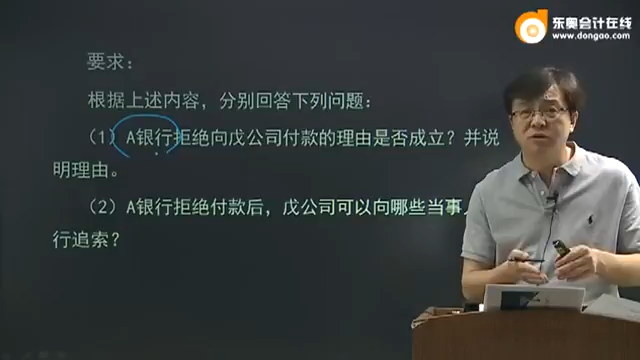 东奥会计在线
www.dongao.com
要求：
根据上述内容，分别回答下列问题：
（1）A银行拒绝向戊公司付款的理由是否成立？并说
明理由。
（2）A银行拒绝付款后，戊公司可以向哪些当事
行追索？